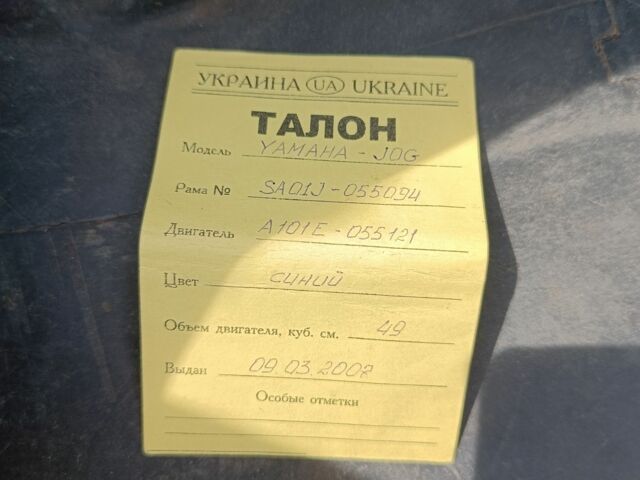 УКРАИНА UA UKRAINE
ТАЛОН
Модель YAMAHA - JOG
Рама № SA01J-055094
Двигатель A101E-055121
Цвет СИНИЙ
Объем двигателя, куб. см. 49
Выдан 09.03.2007
Особые отметки